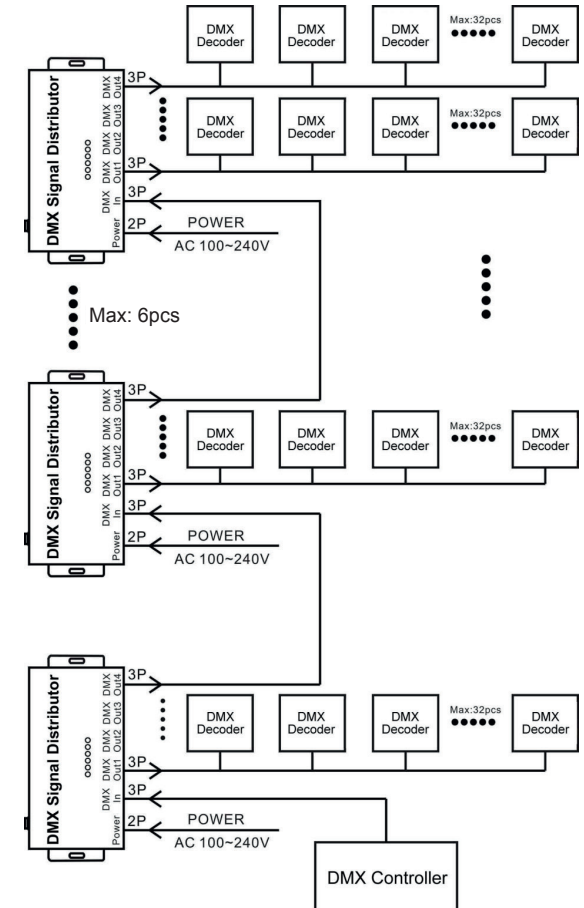 DMX
Decoder
DMX
Decoder
DMX
Decoder
Max:32pcs
DMX
Decoder
DMX Signal Distributor
DMX
Out4
DMX
Out3
DMX
Out2
DMX
Out1
DMX
In
Power
3P
3P
3P
2P
POWER
AC 100~240V
DMX
Decoder
DMX
Decoder
DMX
Decoder
Max:32pcs
DMX
Decoder
Max: 6pcs
DMX Signal Distributor
DMX
Out4
DMX
Out3
DMX
Out2
DMX
Out1
DMX
In
Power
3P
3P
3P
2P
POWER
AC 100~240V
DMX
Decoder
DMX
Decoder
DMX
Decoder
Max:32pcs
DMX
Decoder
DMX Signal Distributor
DMX
Out4
DMX
Out3
DMX
Out2
DMX
Out1
DMX
In
Power
3P
3P
3P
2P
POWER
AC 100~240V
DMX
Decoder
DMX
Decoder
DMX
Decoder
Max:32pcs
DMX
Decoder
DMX Controller